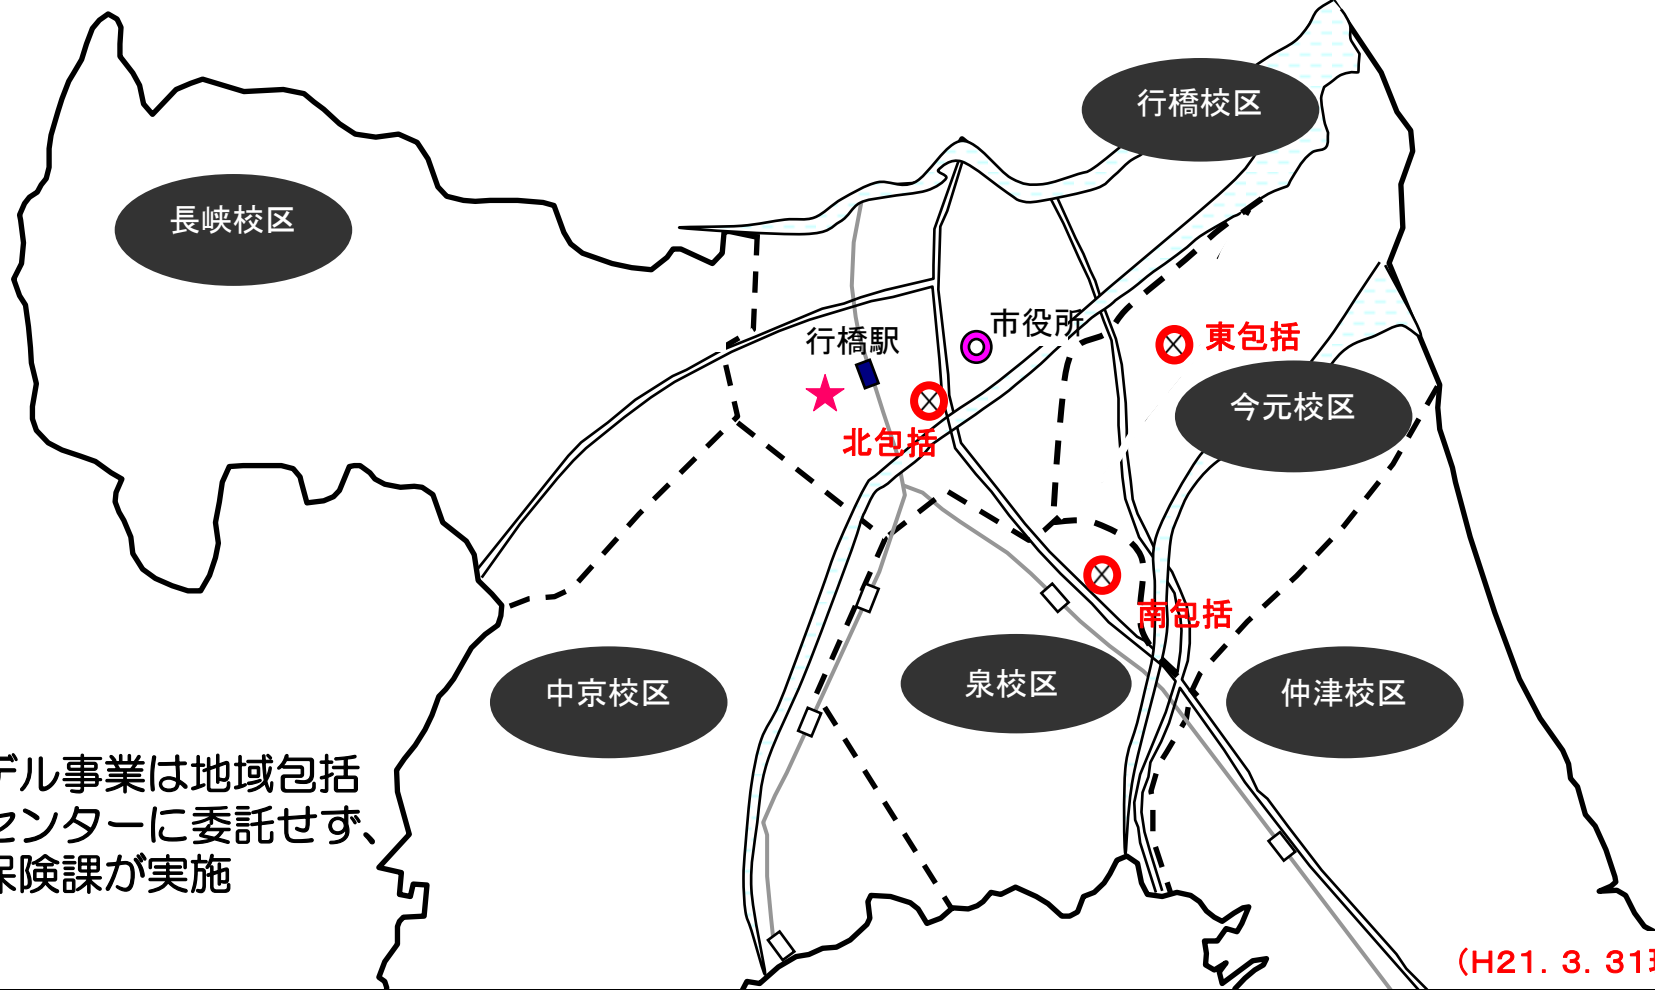 行橋校区
長峡校区
市役所
行橋駅
東包括
今元校区
北包括
南包括
中京校区
泉校区
仲津校区
デル事業は地域包括
センターに委託せず、
保険課が実施
（H21. 3. 31